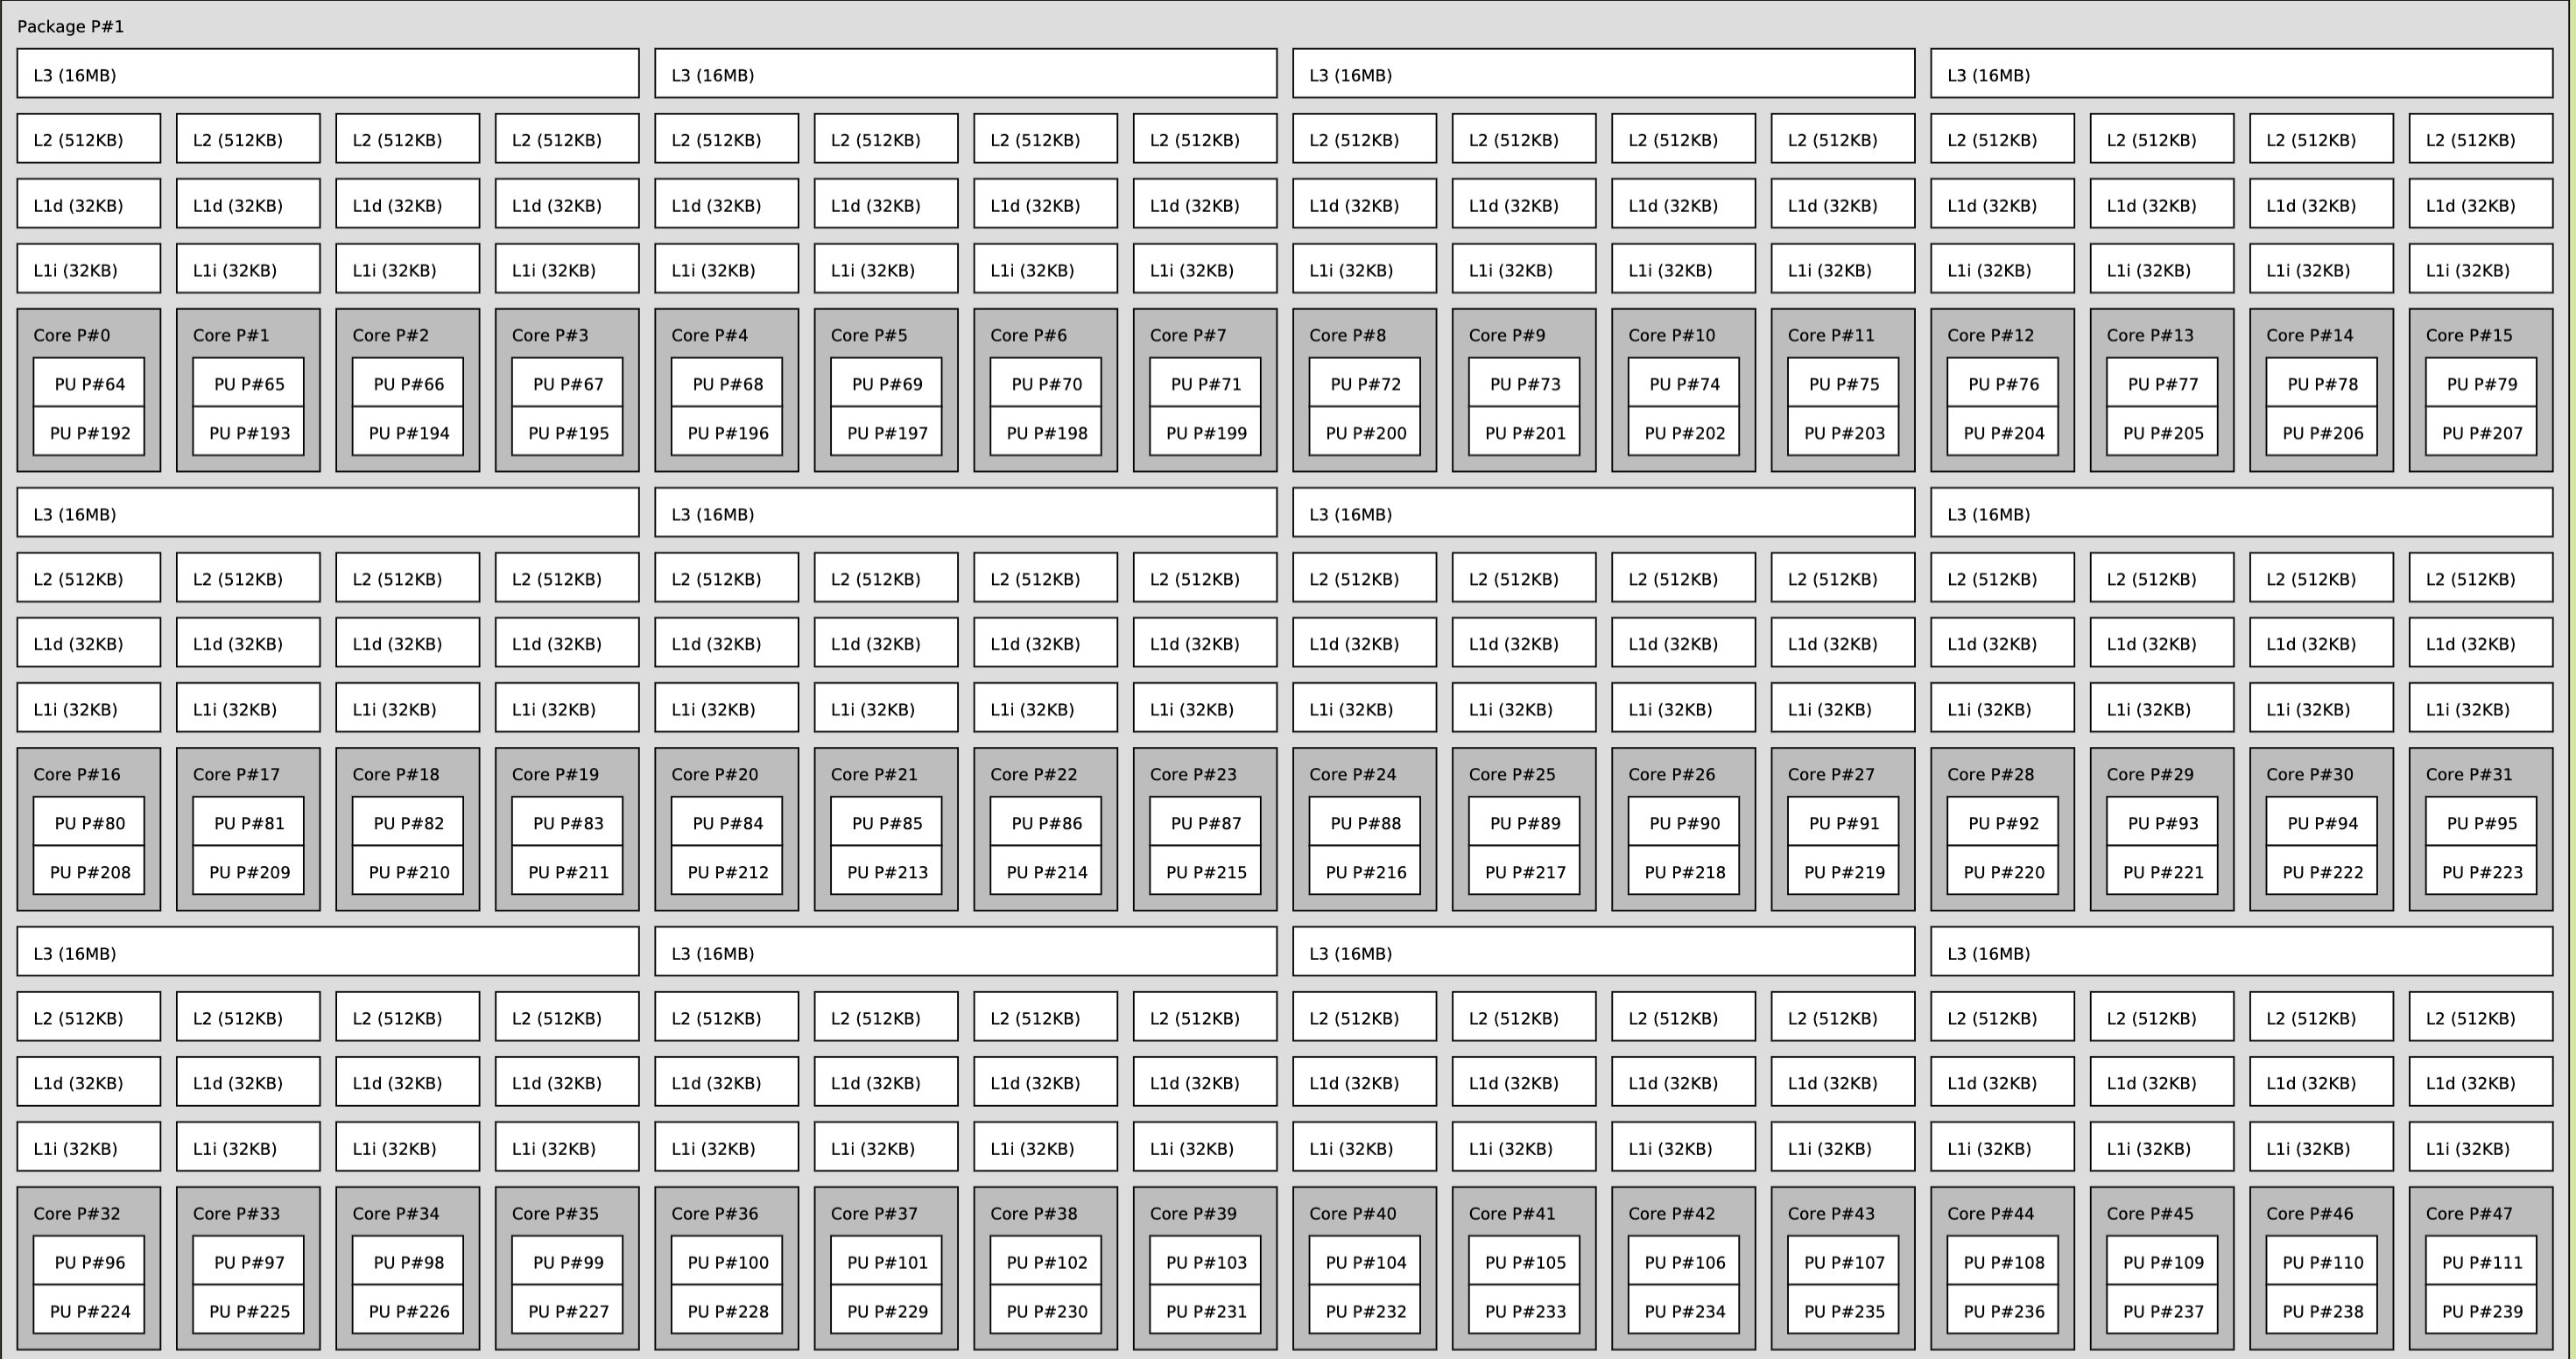 Package P#1
L3 (16MB) L3 (16MB) L3 (16MB) L3 (16MB)
L2 (512KB) L2 (512KB) L2 (512KB) L2 (512KB) L2 (512KB) L2 (512KB) L2 (512KB) L2 (512KB) L2 (512KB) L2 (512KB) L2 (512KB) L2 (512KB) L2 (512KB) L2 (512KB) L2 (512KB) L2 (512KB)
L1d (32KB) L1d (32KB) L1d (32KB) L1d (32KB) L1d (32KB) L1d (32KB) L1d (32KB) L1d (32KB) L1d (32KB) L1d (32KB) L1d (32KB) L1d (32KB) L1d (32KB) L1d (32KB) L1d (32KB) L1d (32KB)
L1i (32KB) L1i (32KB) L1i (32KB) L1i (32KB) L1i (32KB) L1i (32KB) L1i (32KB) L1i (32KB) L1i (32KB) L1i (32KB) L1i (32KB) L1i (32KB) L1i (32KB) L1i (32KB) L1i (32KB) L1i (32KB)
Core P#0 Core P#1 Core P#2 Core P#3 Core P#4 Core P#5 Core P#6 Core P#7 Core P#8 Core P#9 Core P#10 Core P#11 Core P#12 Core P#13 Core P#14 Core P#15
PU P#64 PU P#65 PU P#66 PU P#67 PU P#68 PU P#69 PU P#70 PU P#71 PU P#72 PU P#73 PU P#74 PU P#75 PU P#76 PU P#77 PU P#78 PU P#79
PU P#192 PU P#193 PU P#194 PU P#195 PU P#196 PU P#197 PU P#198 PU P#199 PU P#200 PU P#201 PU P#202 PU P#203 PU P#204 PU P#205 PU P#206 PU P#207
L3 (16MB) L3 (16MB) L3 (16MB) L3 (16MB)
L2 (512KB) L2 (512KB) L2 (512KB) L2 (512KB) L2 (512KB) L2 (512KB) L2 (512KB) L2 (512KB) L2 (512KB) L2 (512KB) L2 (512KB) L2 (512KB) L2 (512KB) L2 (512KB) L2 (512KB) L2 (512KB)
L1d (32KB) L1d (32KB) L1d (32KB) L1d (32KB) L1d (32KB) L1d (32KB) L1d (32KB) L1d (32KB) L1d (32KB) L1d (32KB) L1d (32KB) L1d (32KB) L1d (32KB) L1d (32KB) L1d (32KB) L1d (32KB)
L1i (32KB) L1i (32KB) L1i (32KB) L1i (32KB) L1i (32KB) L1i (32KB) L1i (32KB) L1i (32KB) L1i (32KB) L1i (32KB) L1i (32KB) L1i (32KB) L1i (32KB) L1i (32KB) L1i (32KB) L1i (32KB)
Core P#16 Core P#17 Core P#18 Core P#19 Core P#20 Core P#21 Core P#22 Core P#23 Core P#24 Core P#25 Core P#26 Core P#27 Core P#28 Core P#29 Core P#30 Core P#31
PU P#80 PU P#81 PU P#82 PU P#83 PU P#84 PU P#85 PU P#86 PU P#87 PU P#88 PU P#89 PU P#90 PU P#91 PU P#92 PU P#93 PU P#94 PU P#95
PU P#208 PU P#209 PU P#210 PU P#211 PU P#212 PU P#213 PU P#214 PU P#215 PU P#216 PU P#217 PU P#218 PU P#219 PU P#220 PU P#221 PU P#222 PU P#223
L3 (16MB) L3 (16MB) L3 (16MB) L3 (16MB)
L2 (512KB) L2 (512KB) L2 (512KB) L2 (512KB) L2 (512KB) L2 (512KB) L2 (512KB) L2 (512KB) L2 (512KB) L2 (512KB) L2 (512KB) L2 (512KB) L2 (512KB) L2 (512KB) L2 (512KB) L2 (512KB)
L1d (32KB) L1d (32KB) L1d (32KB) L1d (32KB) L1d (32KB) L1d (32KB) L1d (32KB) L1d (32KB) L1d (32KB) L1d (32KB) L1d (32KB) L1d (32KB) L1d (32KB) L1d (32KB) L1d (32KB) L1d (32KB)
L1i (32KB) L1i (32KB) L1i (32KB) L1i (32KB) L1i (32KB) L1i (32KB) L1i (32KB) L1i (32KB) L1i (32KB) L1i (32KB) L1i (32KB) L1i (32KB) L1i (32KB) L1i (32KB) L1i (32KB) L1i (32KB)
Core P#32 Core P#33 Core P#34 Core P#35 Core P#36 Core P#37 Core P#38 Core P#39 Core P#40 Core P#41 Core P#42 Core P#43 Core P#44 Core P#45 Core P#46 Core P#47
PU P#96 PU P#97 PU P#98 PU P#99 PU P#100 PU P#101 PU P#102 PU P#103 PU P#104 PU P#105 PU P#106 PU P#107 PU P#108 PU P#109 PU P#110 PU P#111
PU P#224 PU P#225 PU P#226 PU P#227 PU P#228 PU P#229 PU P#230 PU P#231 PU P#232 PU P#233 PU P#234 PU P#235 PU P#236 PU P#237 PU P#238 PU P#239